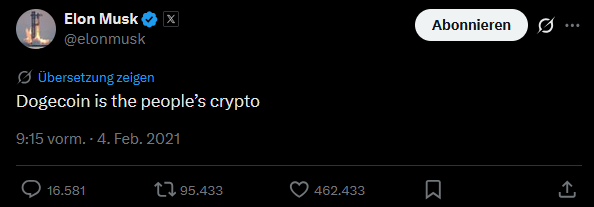 Elon Musk X
@elonmusk
Abonnieren
Übersetzung zeigen
Dogecoin is the people’s crypto
9:15 vorm. · 4. Feb. 2021
16.581 95.433 462.433